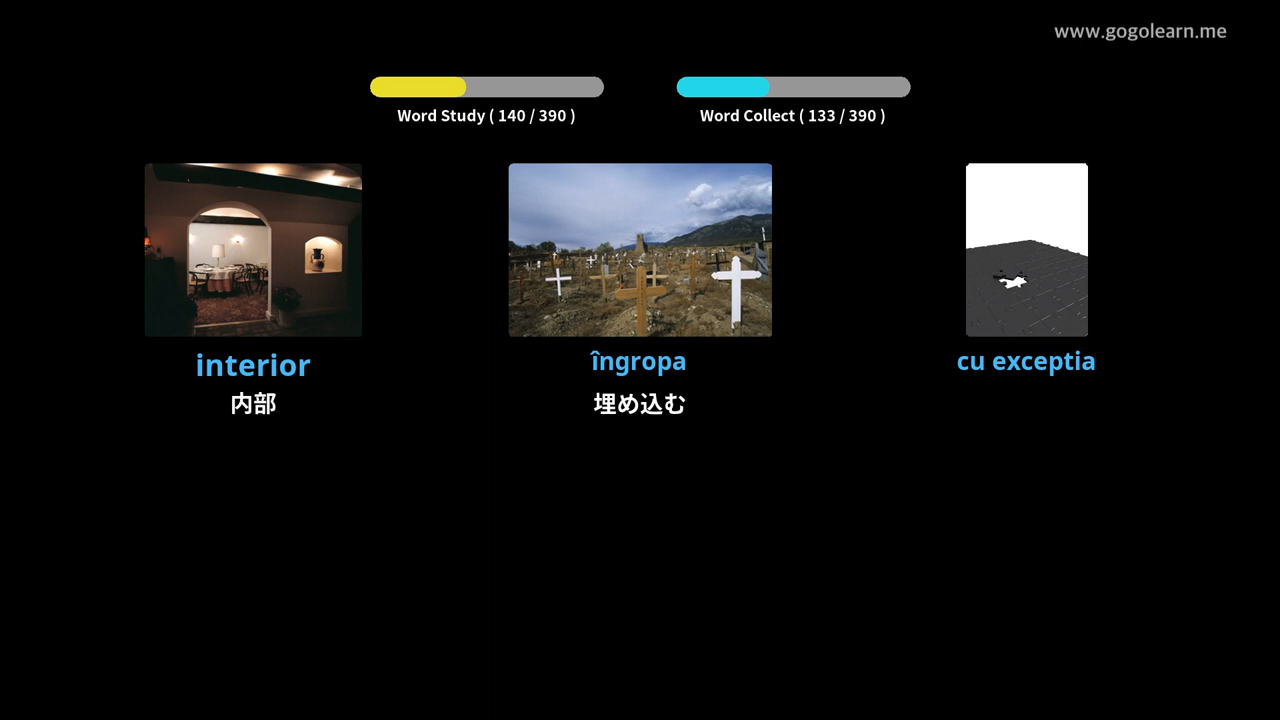 www.gogolearn.me
Word Study ( 140 / 390 )
Word Collect ( 133 / 390 )
interior
îngropa
cu exceptia
内部
埋め込む